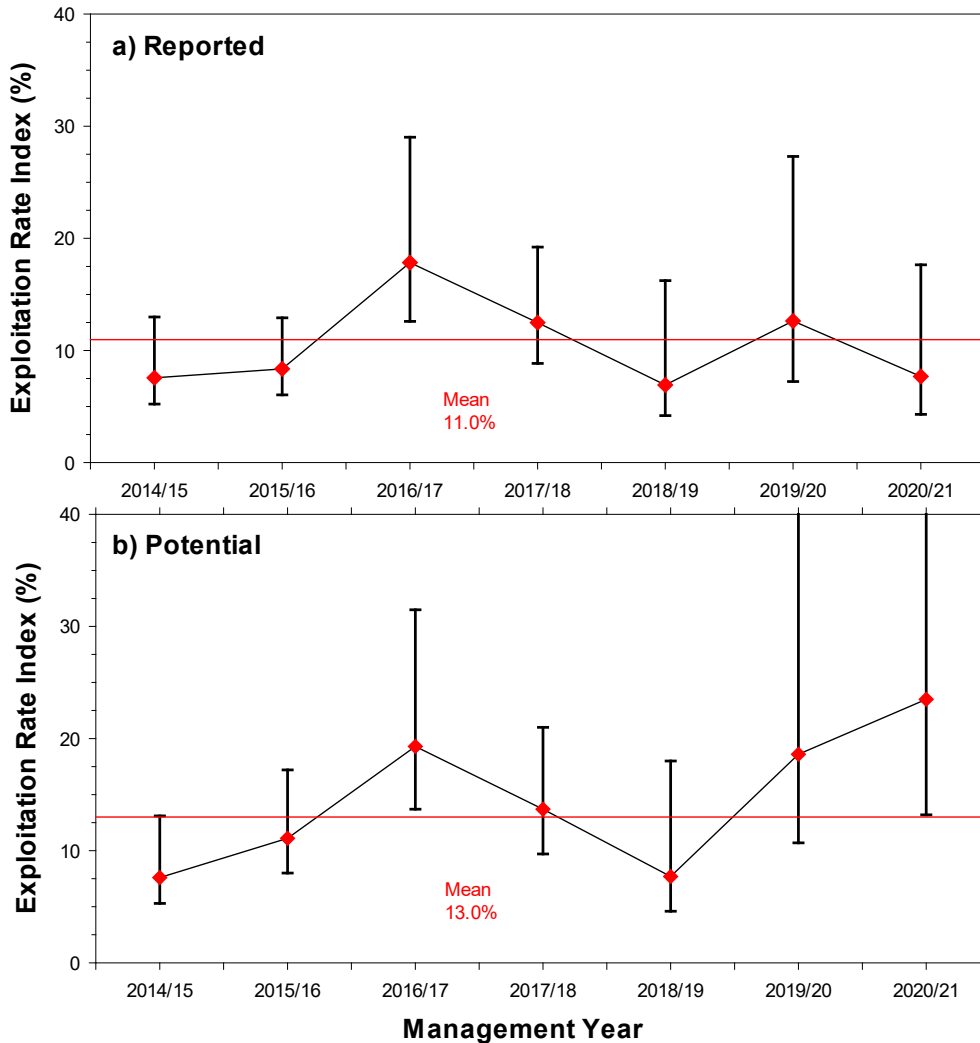 a) Reported
Exploitation Rate Index (%)
40
30
20
10
0
Mean
11.0%
2014/15 2015/16 2016/17 2017/18 2018/19 2019/20 2020/21
b) Potential
Exploitation Rate Index (%)
40
30
20
10
0
Mean
13.0%
2014/15 2015/16 2016/17 2017/18 2018/19 2019/20 2020/21
Management Year